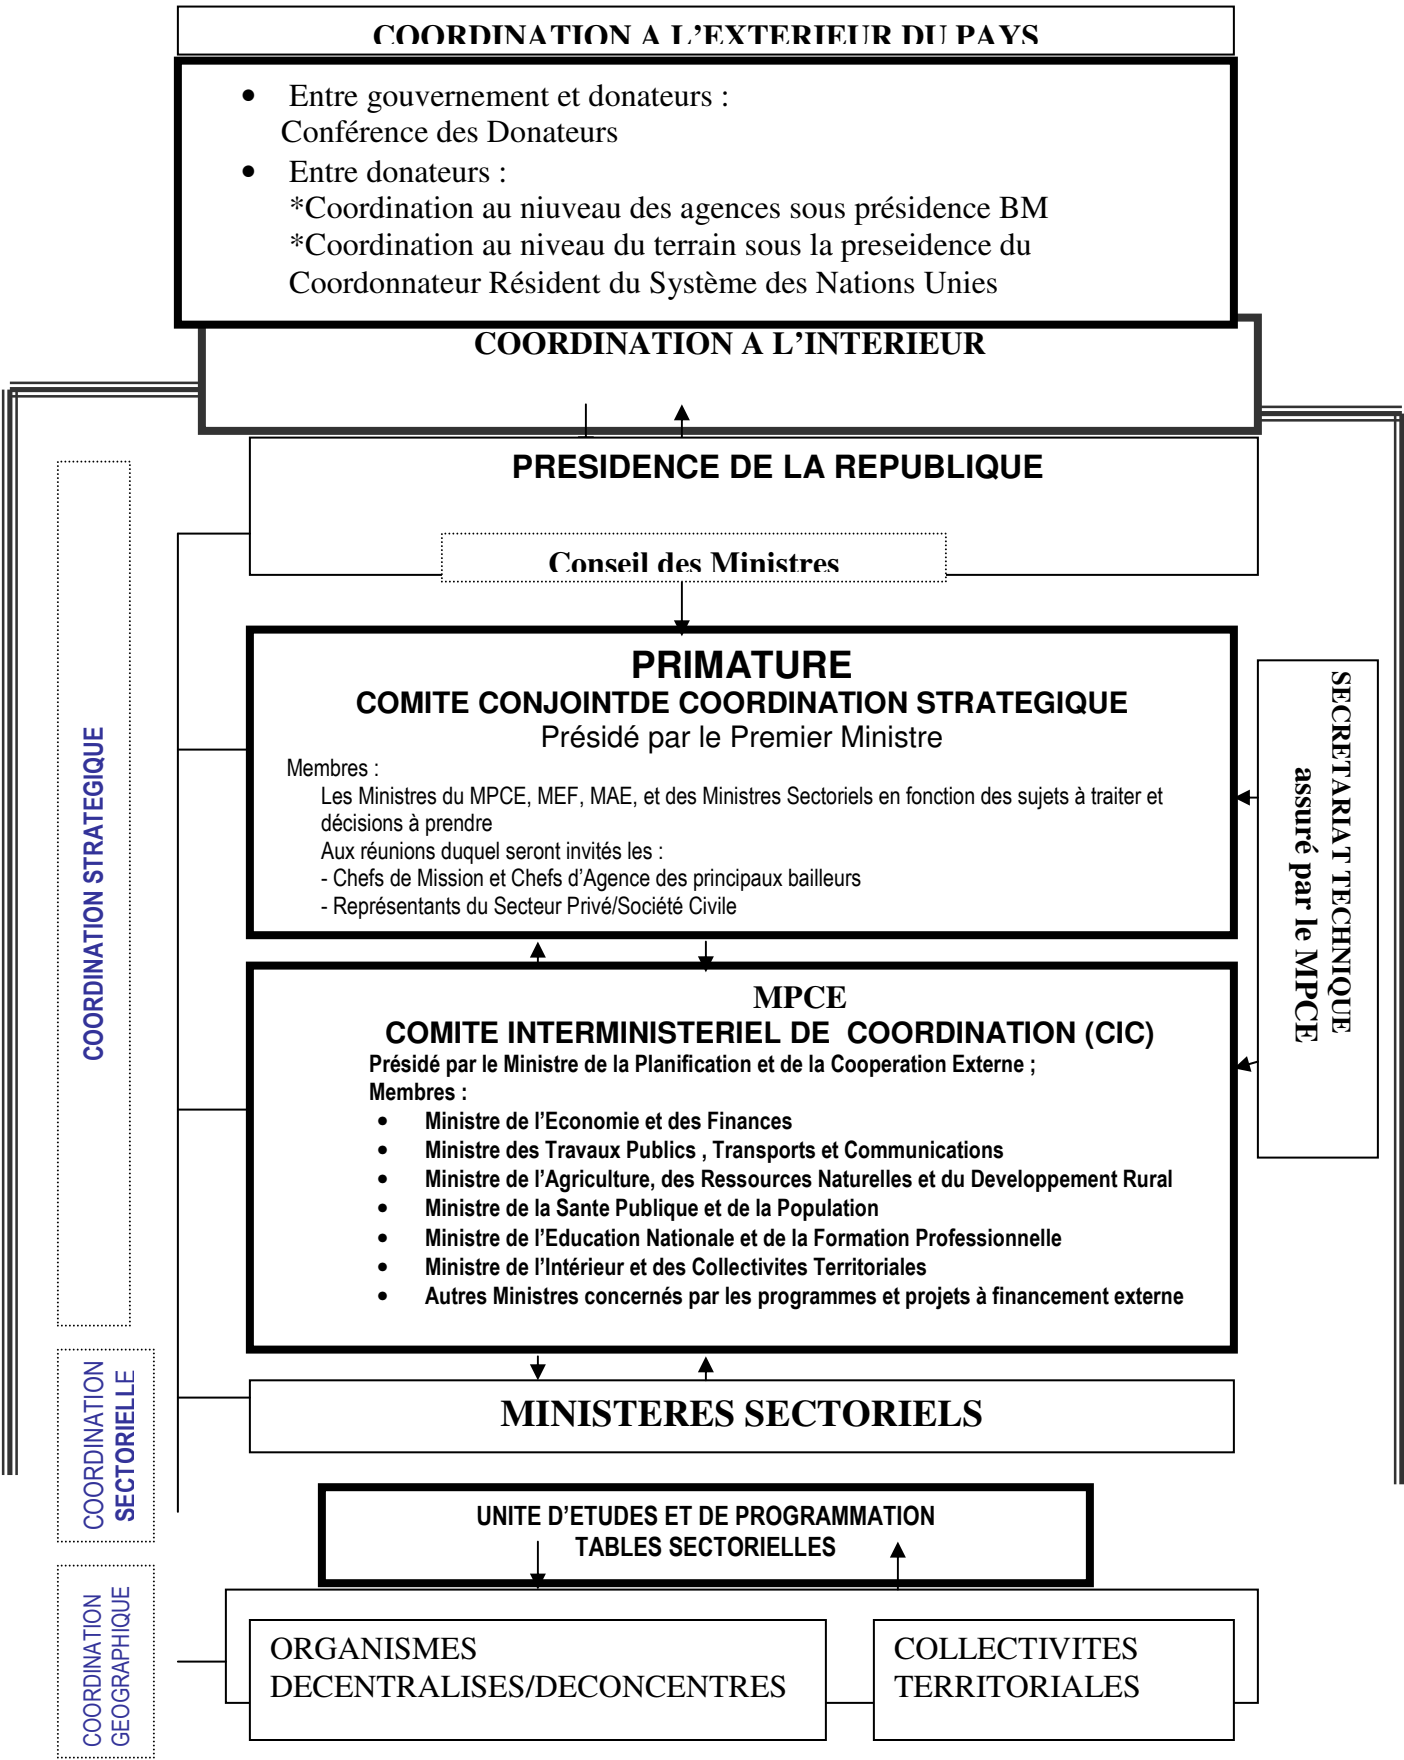 COORDINATION A L'EXTERIEUR DU PAYS
• Entre gouvernement et donateurs :
Conférence des Donateurs
• Entre donateurs :
*Coordination au niuveau des agences sous présidence BM
*Coordination au niveau du terrain sous la preseidence du
Coordonnateur Résident du Système des Nations Unies
COORDINATION A L'INTERIEUR
PRESIDENCE DE LA REPUBLIQUE
Conseil des Ministres
COORDINATION STRATEGIQUE
PRIMATURE
COMITE CONJOINTDE COORDINATION STRATEGIQUE
Présidé par le Premier Ministre
Membres :
Les Ministres du MPCE, MEF, MAE, et des Ministres Sectoriels en fonction des sujets à traiter et
décisions à prendre
Aux réunions duquel seront invités les :
- Chefs de Mission et Chefs d'Agence des principaux bailleurs
- Représentants du Secteur Privé/Société Civile
SECRETARIAT TECHNIQUE
assuré par le MPCE
MPCE
COMITE INTERMINISTERIEL DE COORDINATION (CIC)
Présidé par le Ministre de la Planification et de la Cooperation Externe ;
Membres :
• Ministre de l'Economie et des Finances
• Ministre des Travaux Publics , Transports et Communications
• Ministre de l'Agriculture, des Ressources Naturelles et du Developpement Rural
• Ministre de la Sante Publique et de la Population
• Ministre de l'Education Nationale et de la Formation Professionnelle
• Ministre de l'Intérieur et des Collectivites Territoriales
• Autres Ministres concernés par les programmes et projets à financement externe
COORDINATION
SECTORIELLE
MINISTERES SECTORIELS
UNITE D'ETUDES ET DE PROGRAMMATION
TABLES SECTORIELLES
COORDINATION
GEOGRAPHIQUE
ORGANISMES
DECENTRALISES/DECONCENTRES
COLLECTIVITES
TERRITORIALES